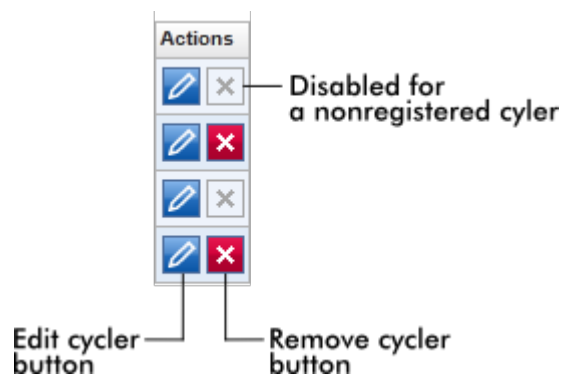 Actions
Disabled for
a nonregistered cyler
Edit cycler
button
Remove cycler
button